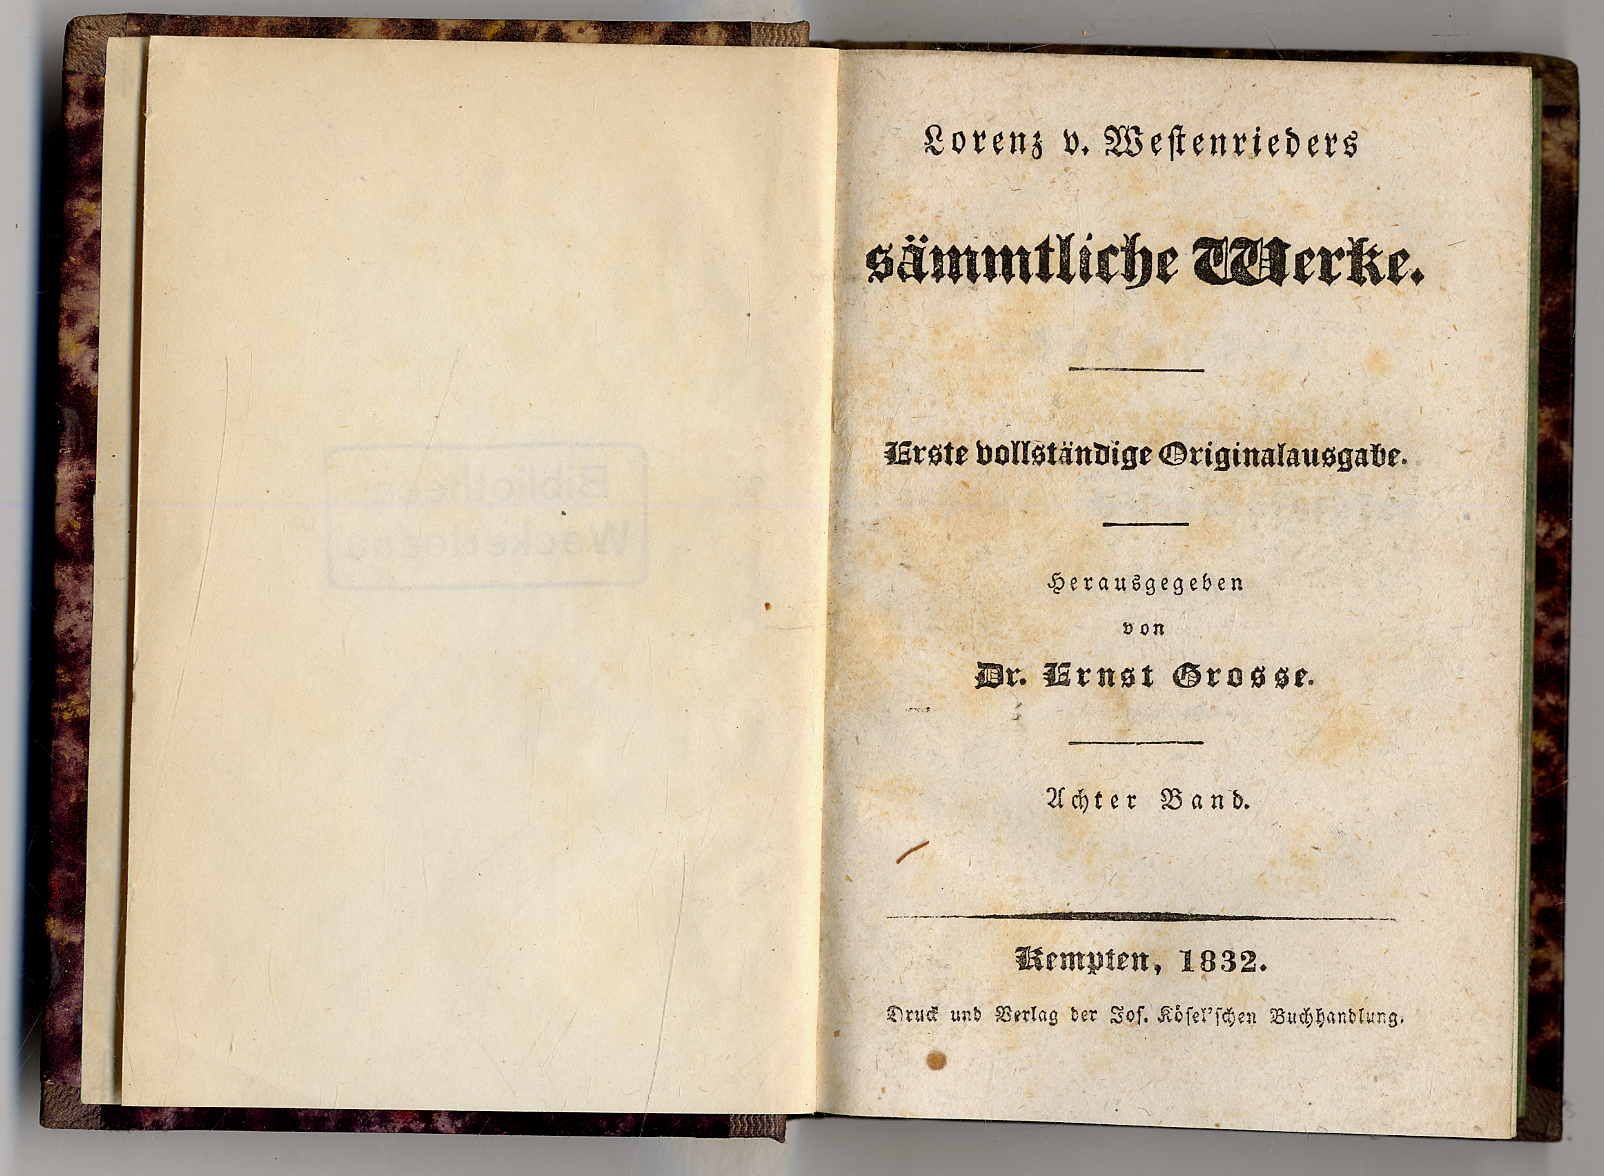 Lorenz v. Westenrieders
sämmtliche Werke.
Erste vollständige Originalausgabe.
Herausgegeben
von
Dr. Ernst Grosse.
Achter Band.
Kempten, 1832.
Druck und Verlag der Jos. Kösel'schen Buchhandlung.